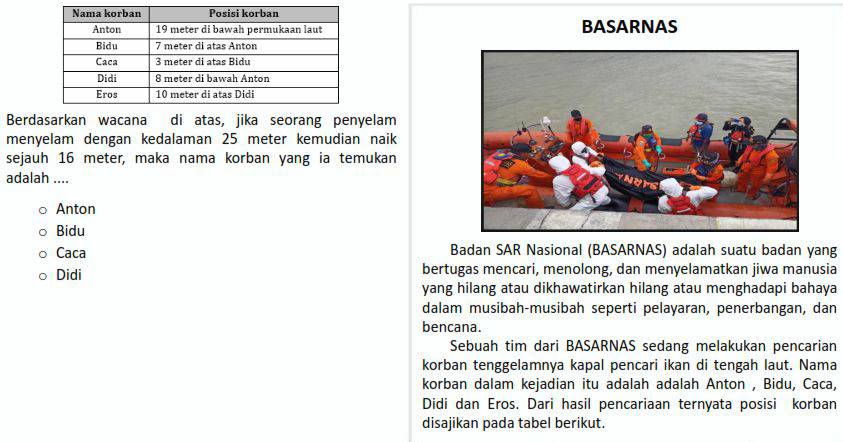 Nama korban Posisi korban
Anton 19 meter di bawah permukaan laut
Bidu 7 meter di atas Anton
Caca 3 meter di atas Bidu
Didi 8 meter di bawah Anton
Eros 10 meter di atas Didi
Berdasarkan wacana di atas, jika seorang penyelam
menyelam dengan kedalaman 25 meter kemudian naik
sejauh 16 meter, maka nama korban yang ia temukan
adalah ....
Anton
Bidu
Caca
Didi
BASARNAS
Badan SAR Nasional (BASARNAS) adalah suatu badan yang
bertugas mencari, menolong, dan menyelamatkan jiwa manusia
yang hilang atau dikhawatirkan hilang atau menghadapi bahaya
dalam musibah-musibah seperti pelayaran, penerbangan, dan
bencana.
Sebuah tim dari BASARNAS sedang melakukan pencarian
korban tenggelamnya kapal pencari ikan di tengah laut. Nama
korban dalam kejadian itu adalah adalah Anton , Bidu, Caca,
Didi dan Eros. Dari hasil pencariaan ternyata posisi korban
disajikan pada tabel berikut.